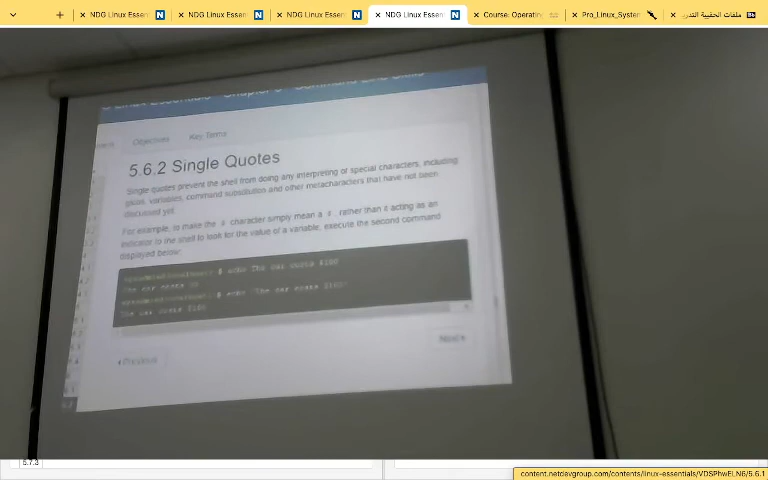 NDG Linux Essen
NDG Linux Essen
NDG Linux Essen
NDG Linux Essen
Course: Operatin
Pro_Linux_System
ملفات الحقيبة التدر
Objectives
Key Terms
5.6.2 Single Quotes
Single quotes prevent the shell from doing any interpreting of special characters, including
globs, variables, command substitution and other metacharacters that have not been
discussed yet.
For example, to make the $ character simply mean a $ , rather than it acting as an
indicator to the shell to look for the value of a variable, execute the second command
displayed below:
$ echo The car costs $100
The car costs 00
$ echo 'The car costs $100'
The car costs $100
Previous
Next
5.7.3
content.netdevgroup.com/contents/linux-essentials/VDSPhwELN6/5.6.1